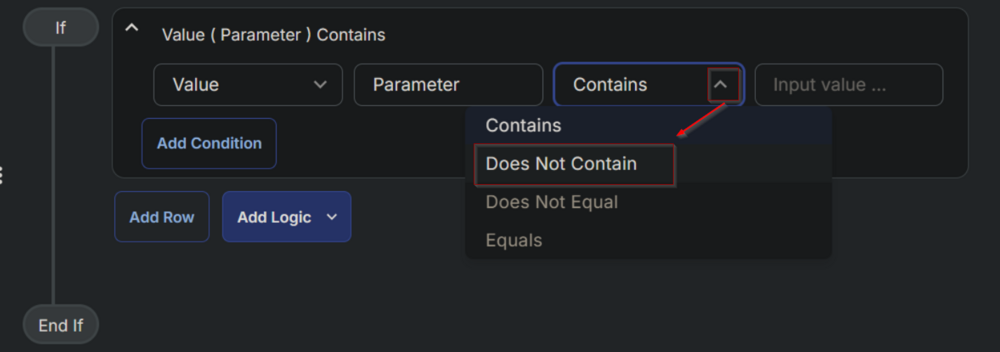 If
Value ( Parameter ) Contains
Value Parameter Contains Input value ...
Add Condition
Contains
Does Not Contain
Does Not Equal
Equals
Add Row Add Logic
End If